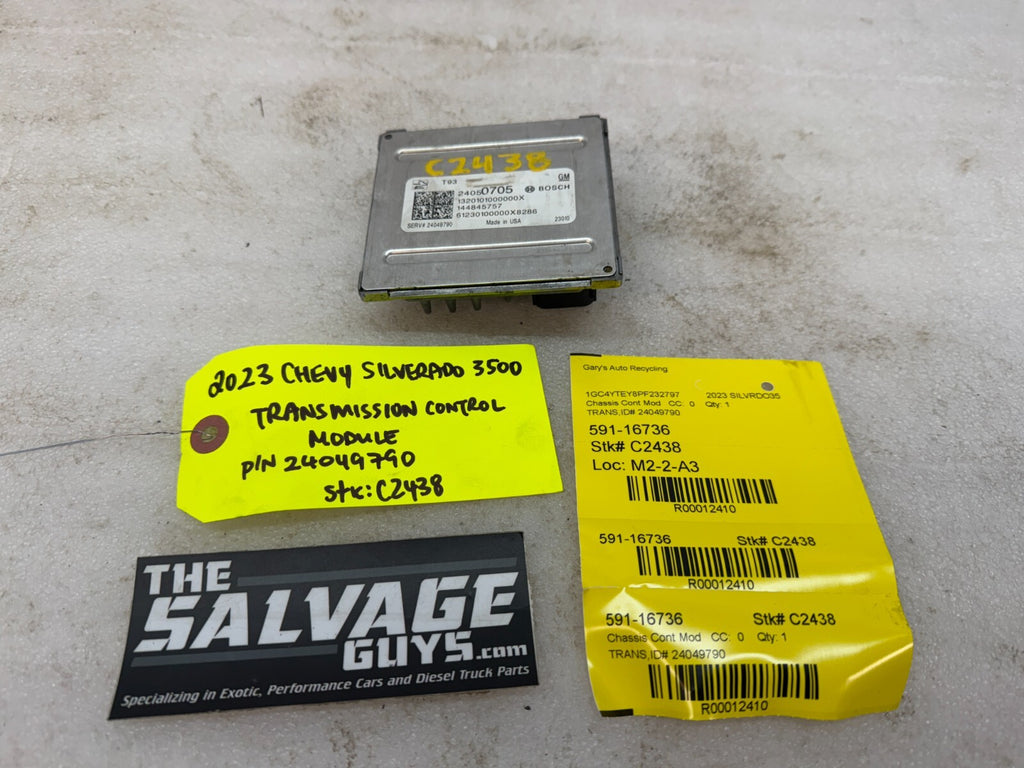 C2438
T93
GM
24050705 BOSCH
1320101000000X
144845757
61230100000X8286
SERV# 24049790 Made in USA 23010
2023 CHEVY SILVERADO 3500
TRANSMISSION CONTROL
MODULE
P/N 24049790
Stk: C2438
Gary's Auto Recycling
1GC4YTEY8PF232797 2023 SILVRDO35
Chassis Cont Mod CC: 0 Qty: 1
TRANS,ID# 24049790
591-16736
Stk# C2438
Loc: M2-2-A3
R00012410
591-16736 Stk# C2438
R00012410
591-16736 Stk# C2438
Chassis Cont Mod CC: 0 Qty: 1
TRANS,ID# 24049790
R00012410
THE
SALVAGE
GUYS.com
Specializing in Exotic, Performance Cars and Diesel Truck Parts